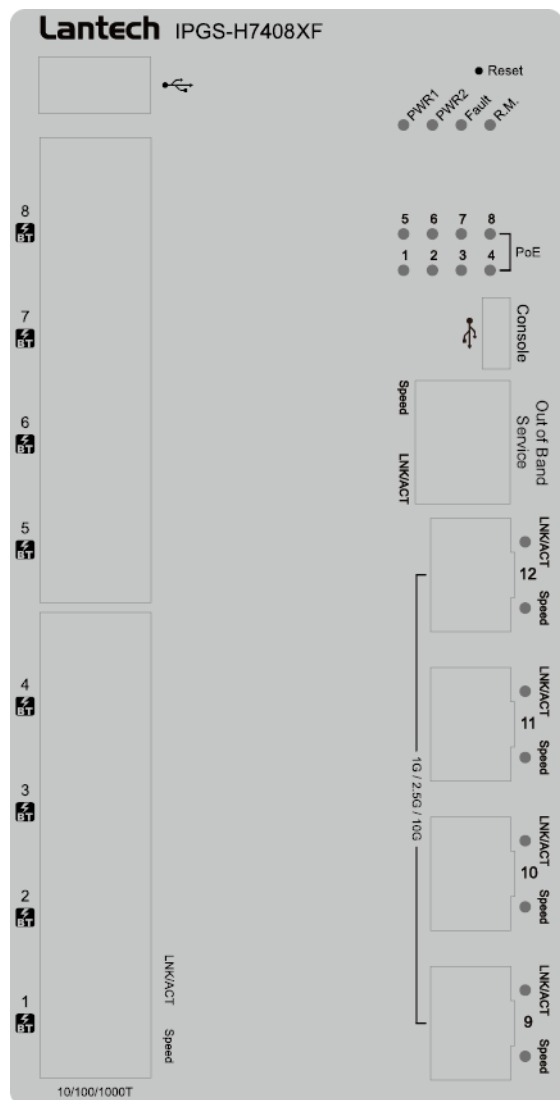 Lantech IPGS-H7408XF
Reset
PWR1 PWR2 Fault R.M.
5 6 7 8
1 2 3 4
PoE
Console
Out of Band
Service
Speed
LNK/ACT
8
BT
7
BT
6
BT
5
BT
4
BT
3
BT
2
BT
1
BT
LNK/ACT
Speed
10/100/1000T
1G / 2.5G / 10G
LNK/ACT
12
Speed
LNK/ACT
11
Speed
LNK/ACT
10
Speed
LNK/ACT
9
Speed